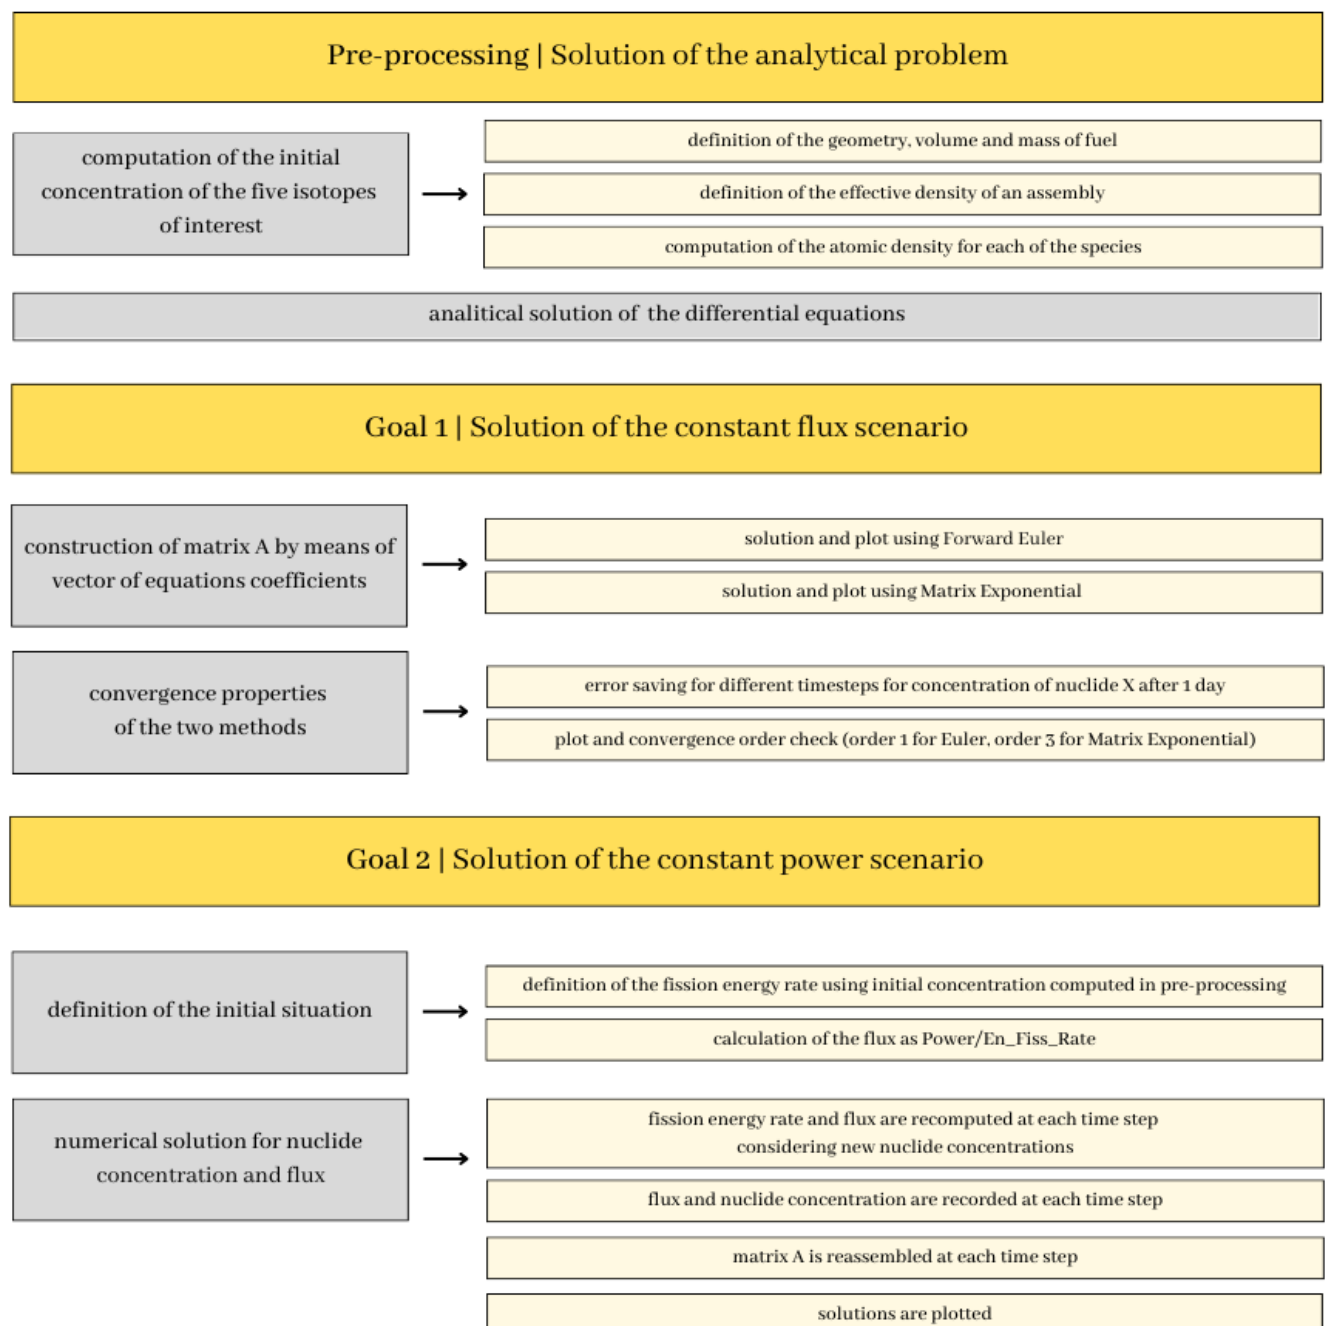 Pre-processing | Solution of the analytical problem
computation of the initial
concentration of the five isotopes
of interest
definition of the geometry, volume and mass of fuel
definition of the effective density of an assembly
computation of the atomic density for each of the species
analitical solution of the differential equations
Goal 1 | Solution of the constant flux scenario
construction of matrix A by means of
vector of equations coefficients
solution and plot using Forward Euler
solution and plot using Matrix Exponential
convergence properties
of the two methods
error saving for different timesteps for concentration of nuclide X after 1 day
plot and convergence order check (order 1 for Euler, order 3 for Matrix Exponential)
Goal 2 | Solution of the constant power scenario
definition of the initial situation
definition of the fission energy rate using initial concentration computed in pre-processing
calculation of the flux as Power/En_Fiss_Rate
numerical solution for nuclide
concentration and flux
fission energy rate and flux are recomputed at each time step
considering new nuclide concentrations
flux and nuclide concentration are recorded at each time step
matrix A is reassembled at each time step
solutions are plotted